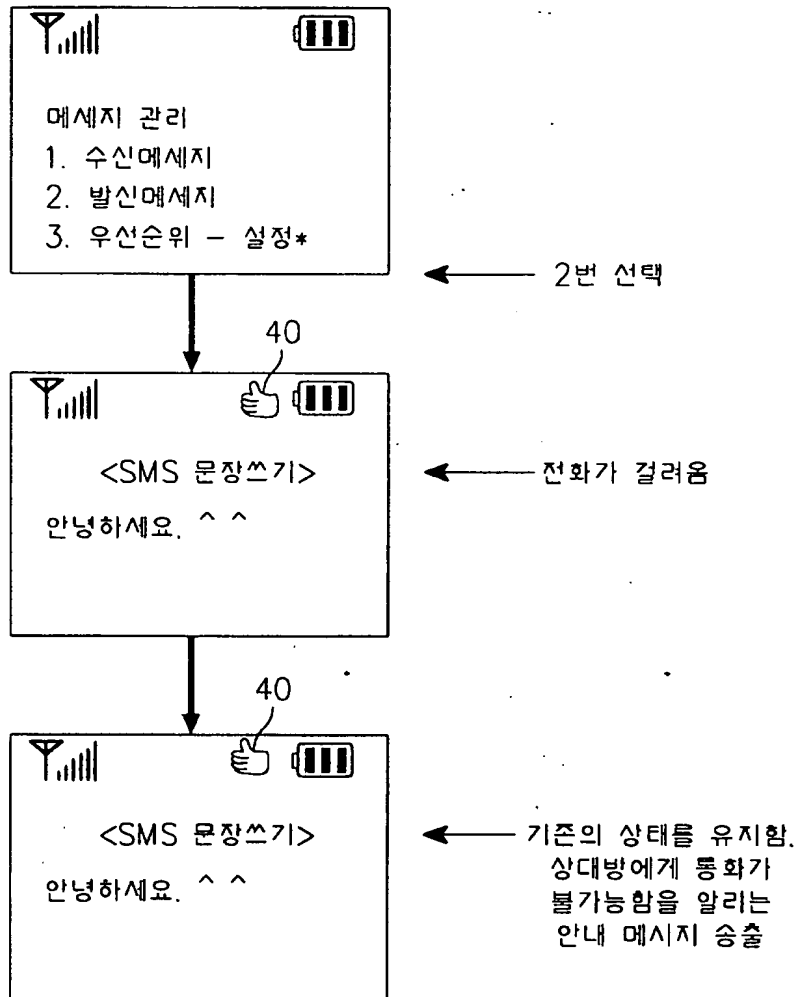 메세지 관리
1. 수신메세지
2. 발신메세지
3. 우선순위 – 설정*
2번 선택
40
<SMS 문장쓰기>
안녕하세요. ^ ^
전화가 걸려옴
40
<SMS 문장쓰기>
안녕하세요. ^ ^
기존의 상태를 유지함.
상대방에게 통화가
불가능함을 알리는
안내 메시지 송출